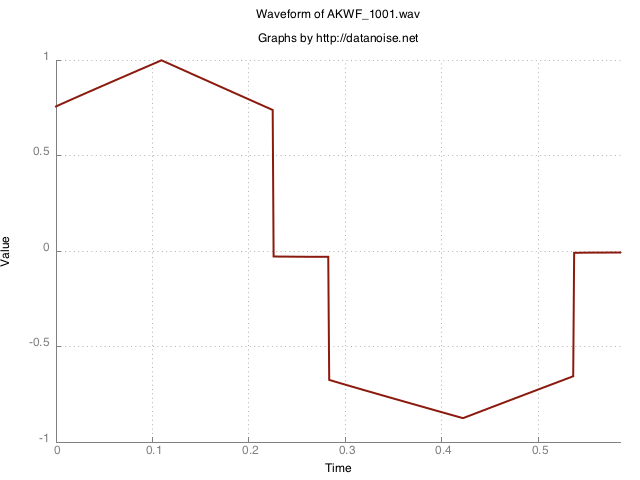 Waveform of AKWF_1001.wav
Graphs by http://datanoise.net
1
0.5
0
-0.5
-1
Value
0 0.1 0.2 0.3 0.4 0.5
Time